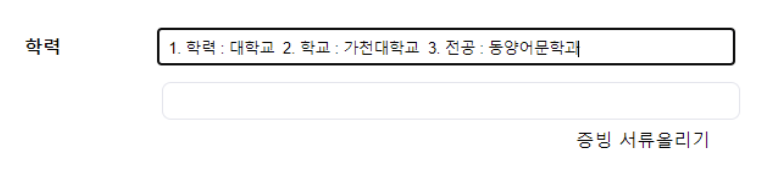 학력
1. 학력 : 대학교 2. 학교 : 가천대학교 3. 전공 : 동양어문학과
증빙 서류올리기